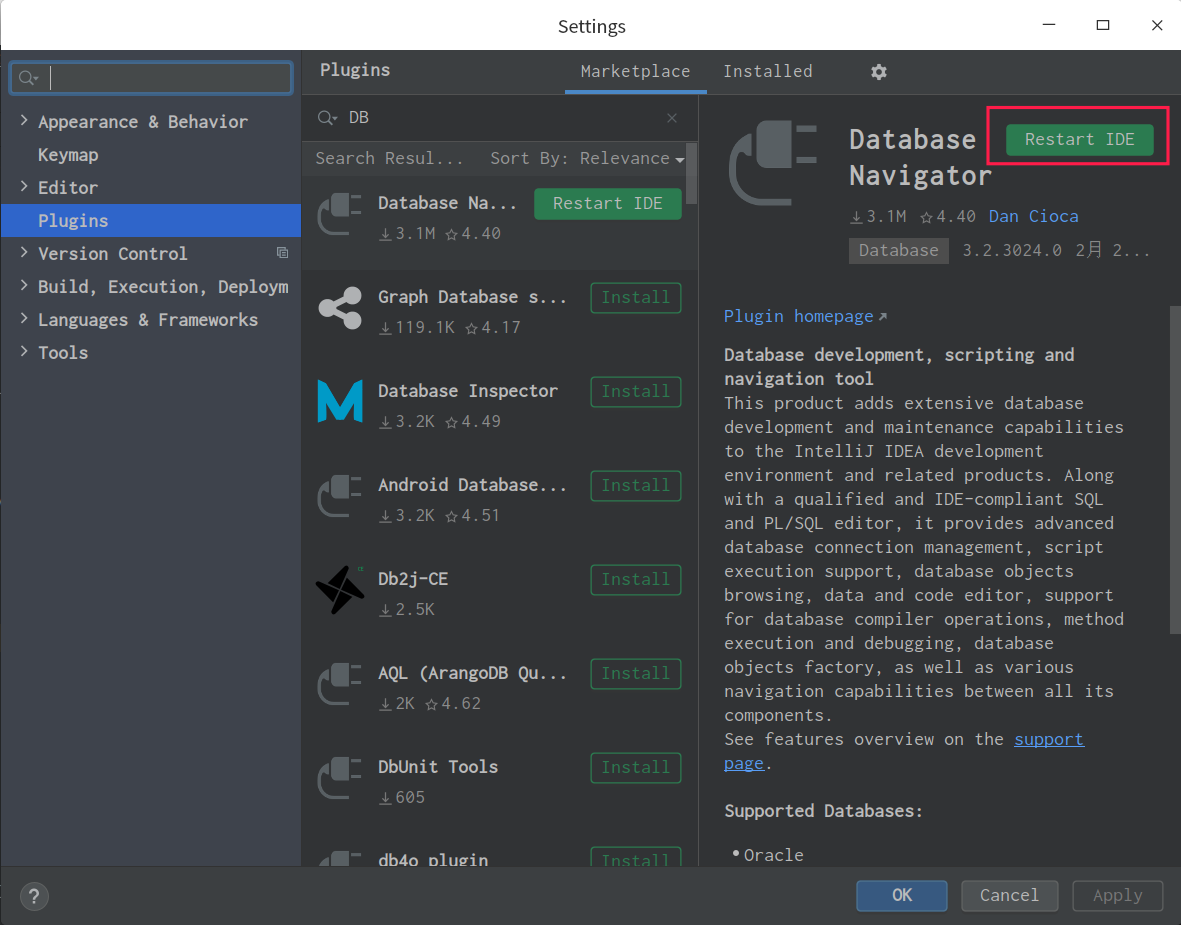 Settings
Appearance & Behavior
Keymap
Editor
Plugins
Version Control
Build, Execution, Deploym
Languages & Frameworks
Tools
Plugins
Marketplace
Installed
DB
Search Resul...
Sort By: Relevance
Database Na...
Restart IDE
3.1M 4.40
Graph Database s...
Install
119.1K 4.17
Database Inspector
Install
3.2K 4.49
Android Database...
Install
3.2K 4.51
Db2j-CE
Install
2.5K
AQL (ArangoDB Qu...
Install
2K 4.62
DbUnit Tools
Install
605
db4o plugin
Install
Database
Navigator
Restart IDE
3.1M 4.40 Dan Cioca
Database 3.2.3024.0 2月 2...
Plugin homepage
Database development, scripting and
navigation tool
This product adds extensive database
development and maintenance capabilities
to the IntelliJ IDEA development
environment and related products. Along
with a qualified and IDE-compliant SQL
and PL/SQL editor, it provides advanced
database connection management, script
execution support, database objects
browsing, data and code editor, support
for database compiler operations, method
execution and debugging, database
objects factory, as well as various
navigation capabilities between all its
components.
See features overview on the support
page.
Supported Databases:
•Oracle
?
OK
Cancel
Apply